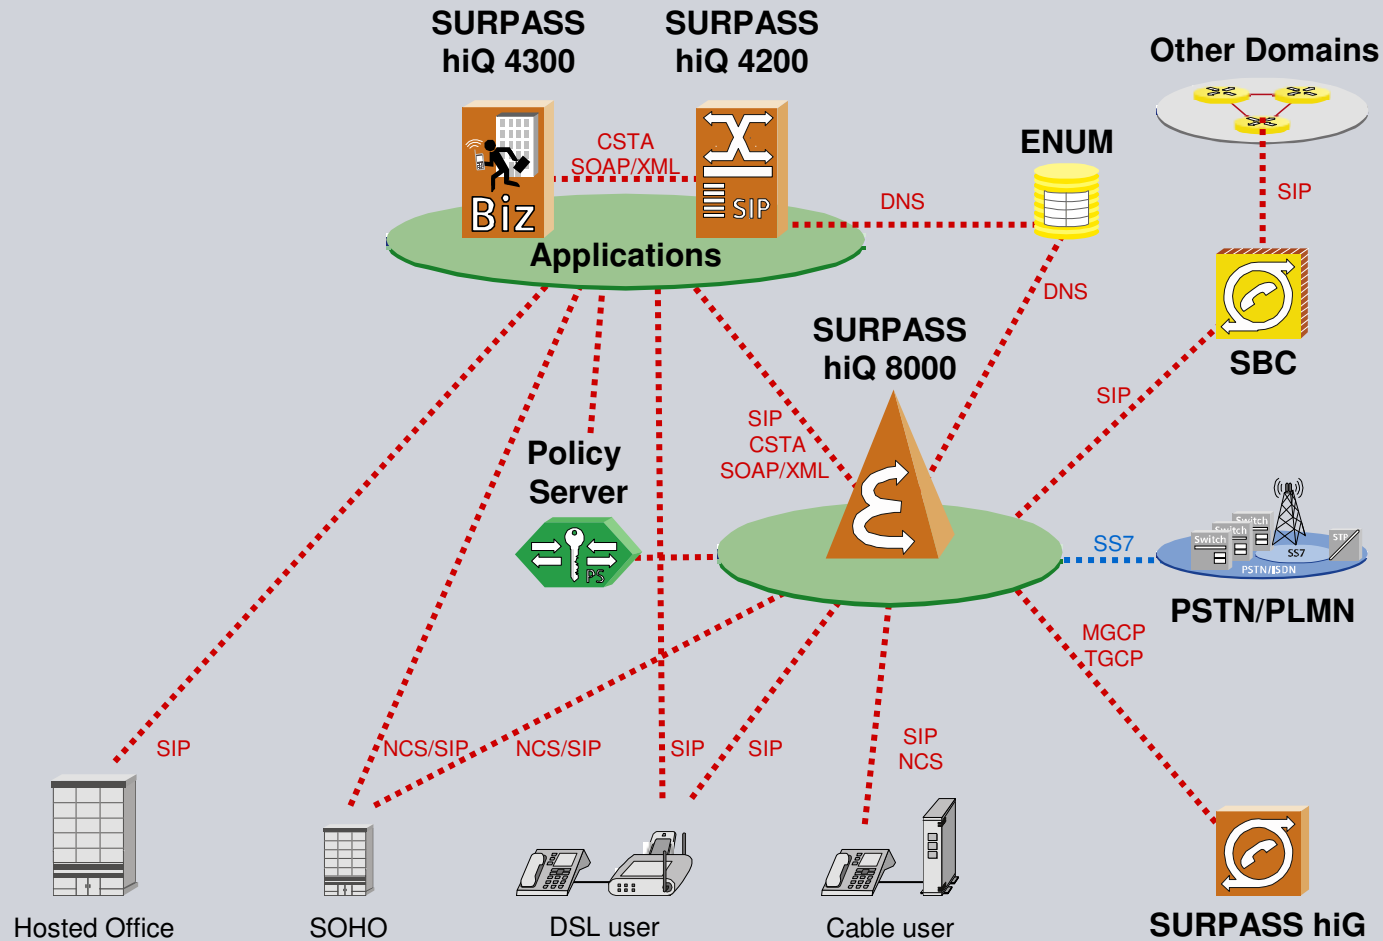 SURPASS
hiQ 4300
SURPASS
hiQ 4200
Other Domains
CSTA
SOAP/XML
ENUM
Biz
SIP
DNS
SIP
Applications
DNS
SURPASS
hiQ 8000
SBC
SIP
SIP
CSTA
SOAP/XML
Policy
Server
PS
SS7
Switch
Switch
Switch
STP
SS7
PSTN/ISDN
PSTN/PLMN
MGCP
TGCP
SIP
NCS/SIP
NCS/SIP
SIP
SIP
SIP
NCS
Hosted Office
SOHO
DSL user
Cable user
SURPASS hiG